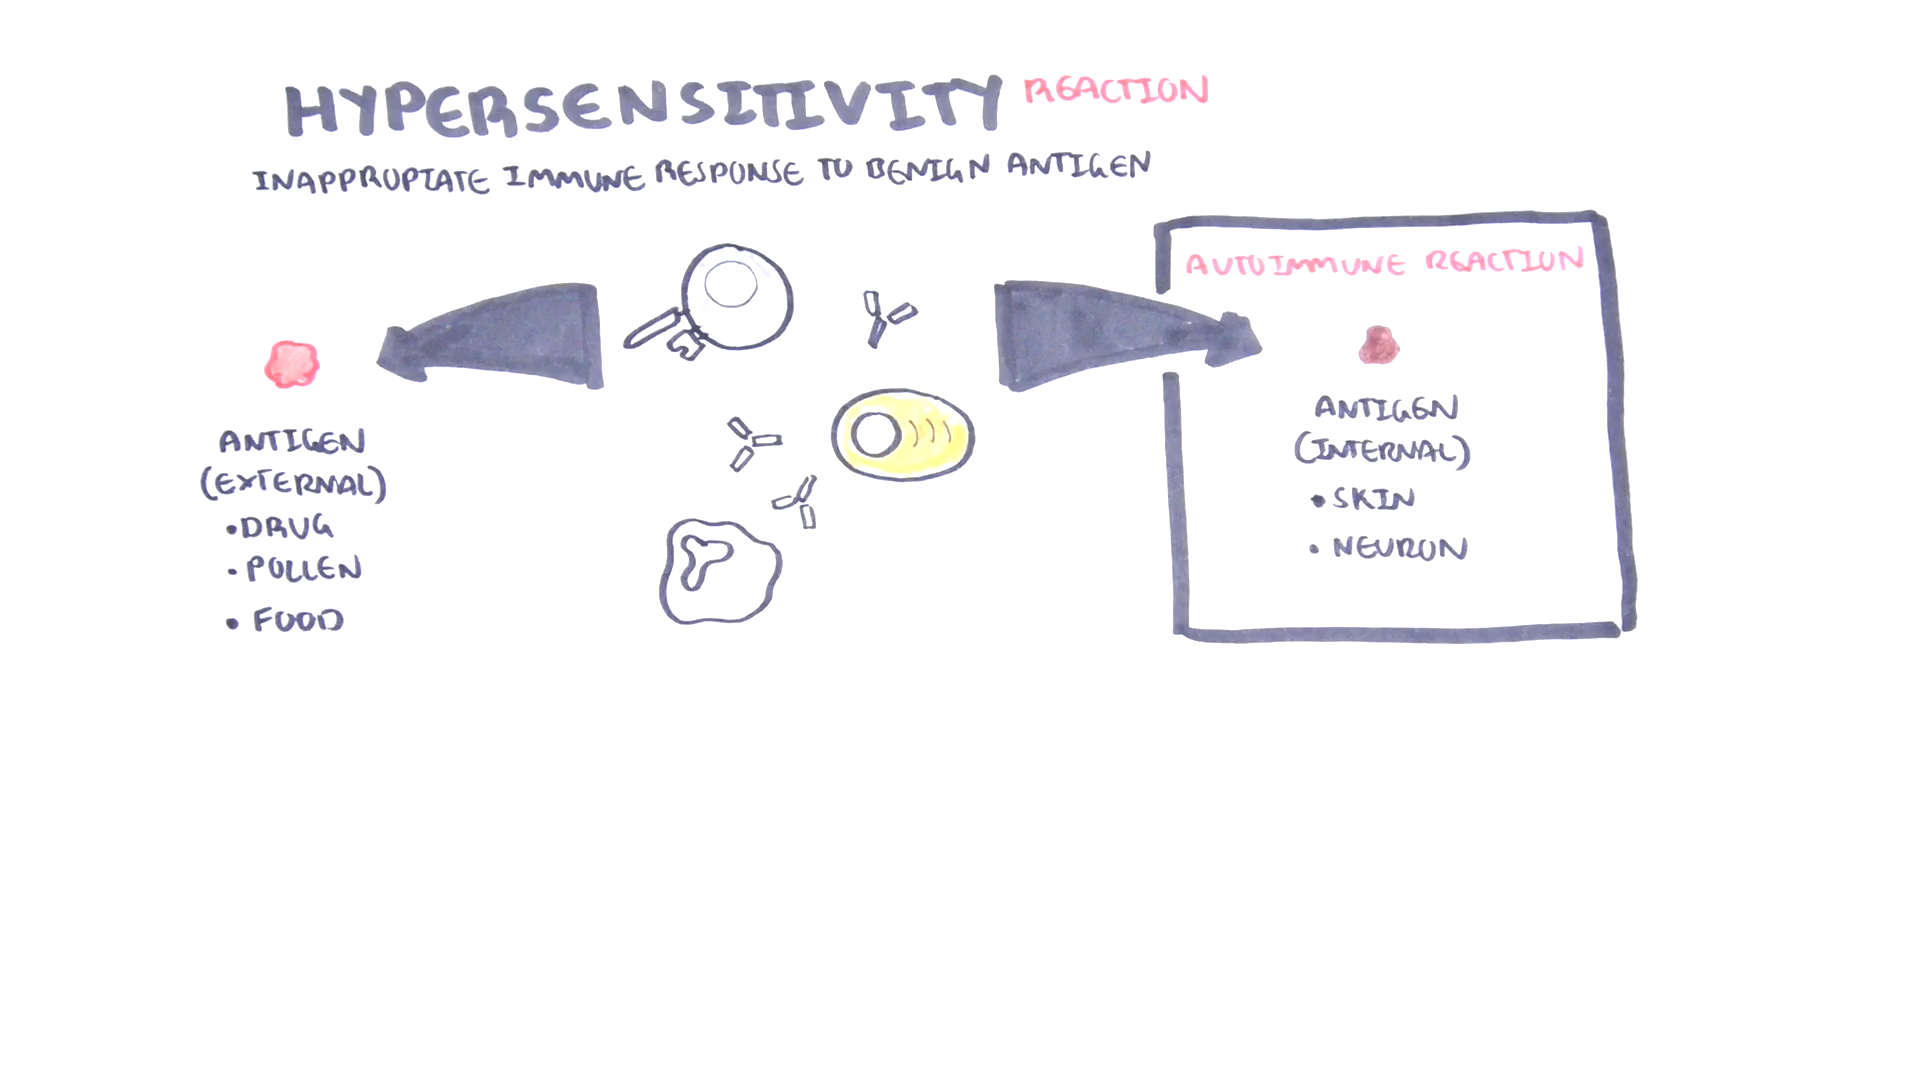 HYPERSENSITIVITY REACTION
INAPPROPIATE IMMUNE RESPONSE TO BENIGN ANTIGEN
AUTOIMMUNE REACTION
ANTIGEN
(EXTERNAL)
•DRUG
•POLLEN
•FOOD
ANTIGEN
(INTERNAL)
•SKIN
•NEURON